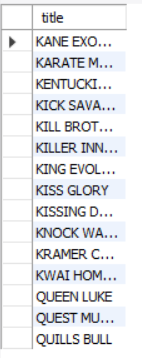 title
KANE EXO...
KARATE M...
KENTUCKI...
KICK SAVA...
KILL BROT...
KILLER INN...
KING EVOL...
KISS GLORY
KISSING D...
KNOCK WA...
KRAMER C...
KWAI HOM...
QUEEN LUKE
QUEST MU...
QUILLS BULL